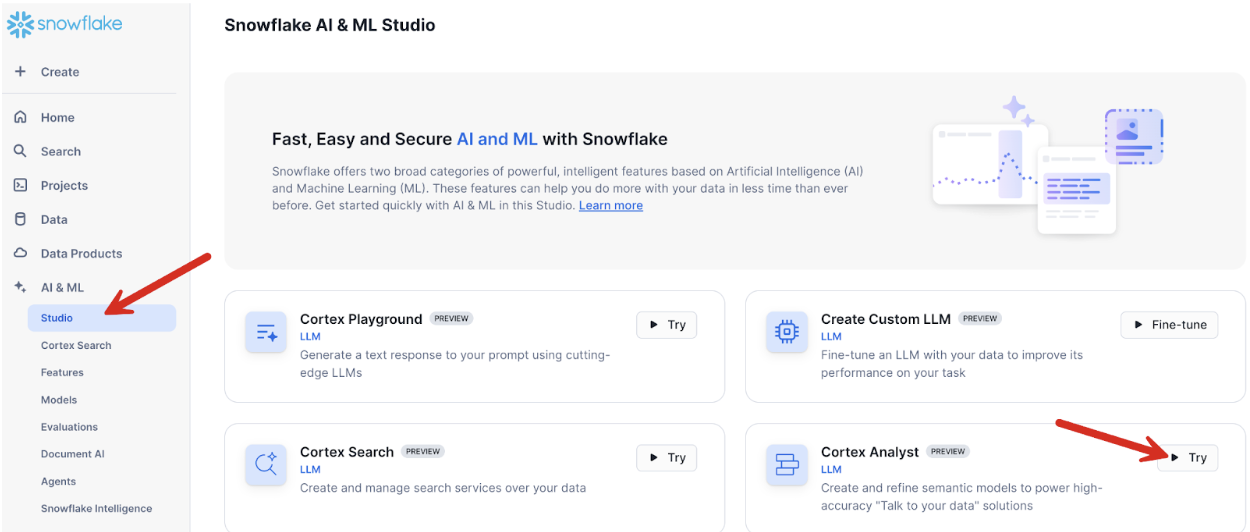 snowflake
Create
Home
Search
Projects
Data
Data Products
AI & ML
Studio
Cortex Search
Features
Models
Evaluations
Document AI
Agents
Snowflake Intelligence
Snowflake AI & ML Studio
Fast, Easy and Secure AI and ML with Snowflake
Snowflake offers two broad categories of powerful, intelligent features based on Artificial Intelligence (AI)
and Machine Learning (ML). These features can help you do more with your data in less time than ever
before. Get started quickly with AI & ML in this Studio. Learn more
Cortex Playground PREVIEW
LLM
Generate a text response to your prompt using cutting-
edge LLMs
Try
Create Custom LLM PREVIEW
LLM
Fine-tune an LLM with your data to improve its
performance on your task
Fine-tune
Cortex Search PREVIEW
LLM
Create and manage search services over your data
Try
Cortex Analyst PREVIEW
LLM
Create and refine semantic models to power high-
accuracy "Talk to your data" solutions
Try